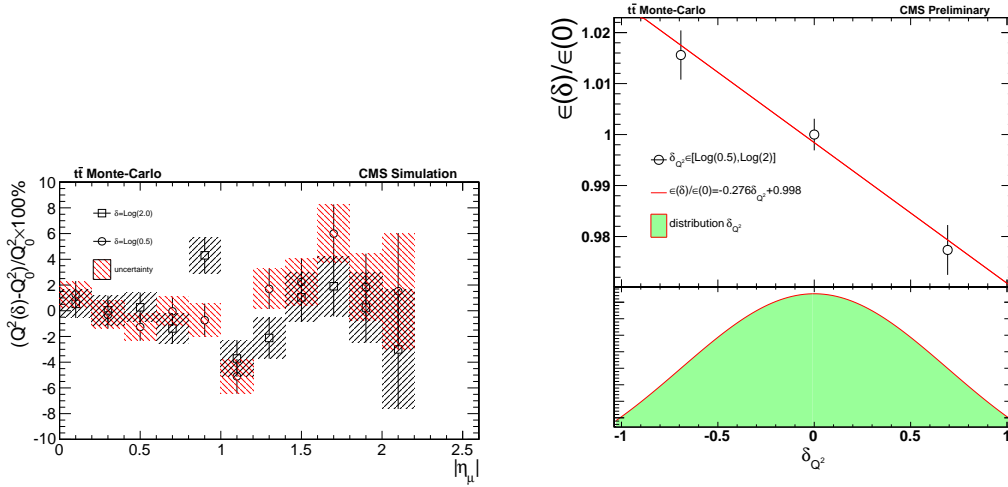 tt̄ Monte-Carlo CMS Simulation
(Q²(δ)-Q²₀)/Q²₀×100%
10
8
6
4
2
0
-2
-4
-6
-8
-10
δ=Log(2.0)
δ=Log(0.5)
uncertainty
0 0.5 1 1.5 2 2.5
|η_μ|
tt̄ Monte-Carlo CMS Preliminary
ε(δ)/ε(0)
1.02
1.01
1
0.99
0.98
δ_Q²∈[Log(0.5),Log(2)]
ε(δ)/ε(0)=-0.276δ_Q²+0.998
distribution δ_Q²
-1 -0.5 0 0.5 1
δ_Q²